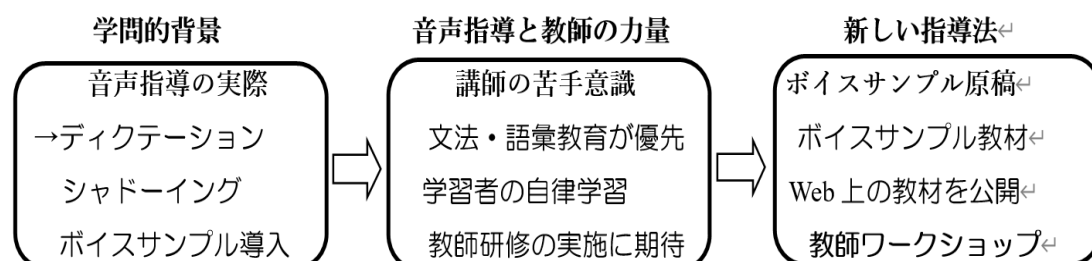 学問的背景
音声指導の実際
→ディクテーション
シャドーイング
ボイスサンプル導入
音声指導と教師の力量
講師の苦手意識
文法・語彙教育が優先
学習者の自律学習
教師研修の実施に期待
新しい指導法↵
ボイスサンプル原稿↵
ボイスサンプル教材↵
Web 上の教材を公開↵
教師ワークショップ↵